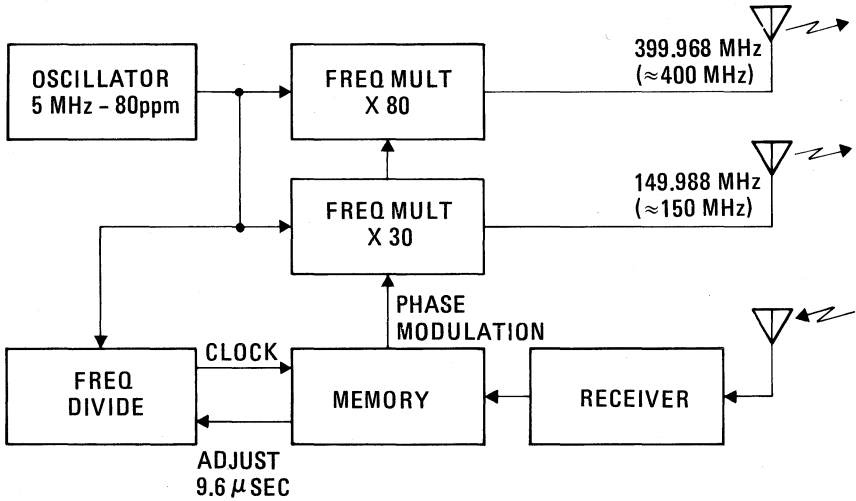 OSCILLATOR
5 MHz – 80ppm
FREQ MULT
X 80
399.968 MHz
(≈400 MHz)
FREQ MULT
X 30
149.988 MHz
(≈150 MHz)
PHASE
MODULATION
FREQ
DIVIDE
CLOCK
MEMORY
RECEIVER
ADJUST
9.6 μSEC